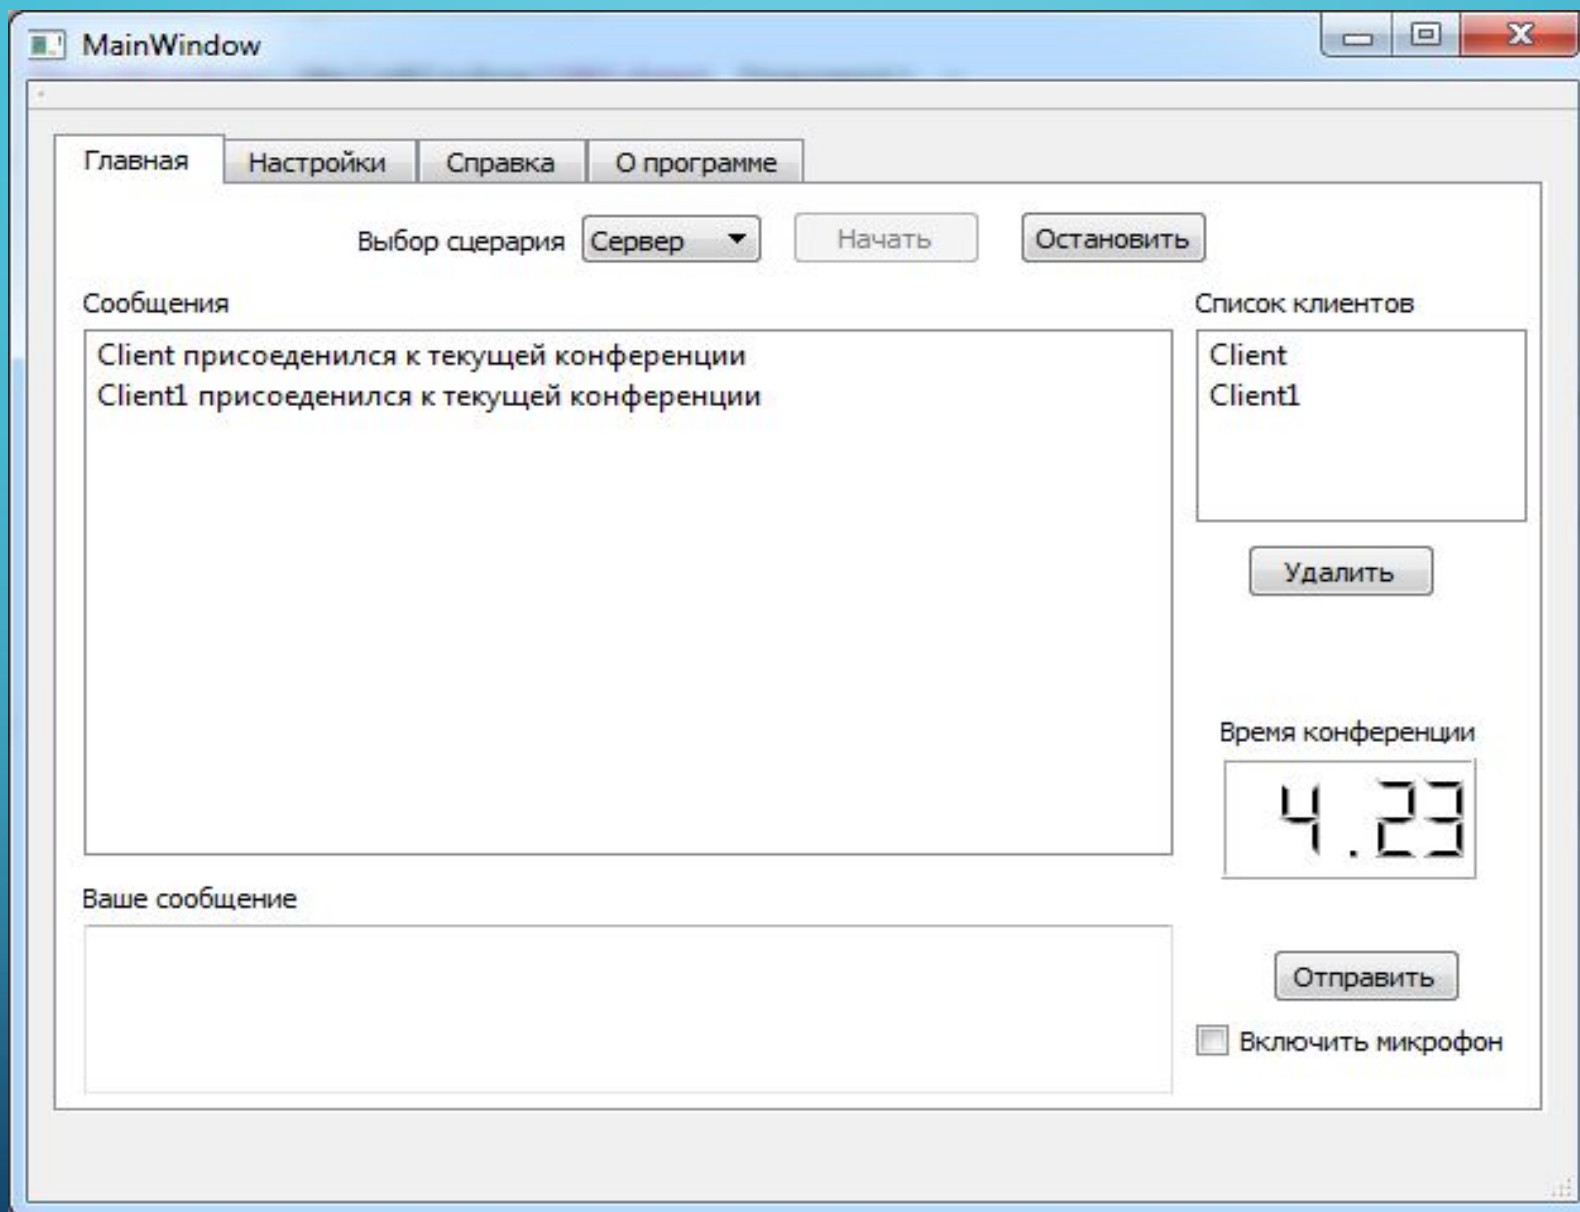 MainWindow
Главная Настройки Справка О программе
Выбор сцерария Сервер Начать Остановить
Сообщения
Client присоеденился к текущей конференции
Client1 присоеденился к текущей конференции
Список клиентов
Client
Client1
Удалить
Время конференции
4.23
Ваше сообщение
Отправить
Включить микрофон